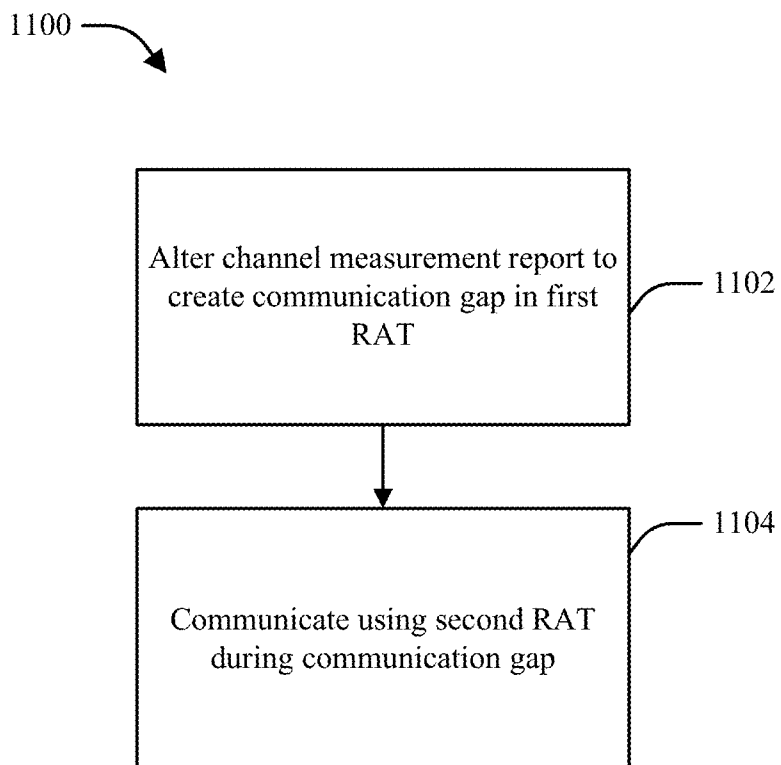 1100
Alter channel measurement report to
create communication gap in first
RAT
1102
1104
Communicate using second RAT
during communication gap